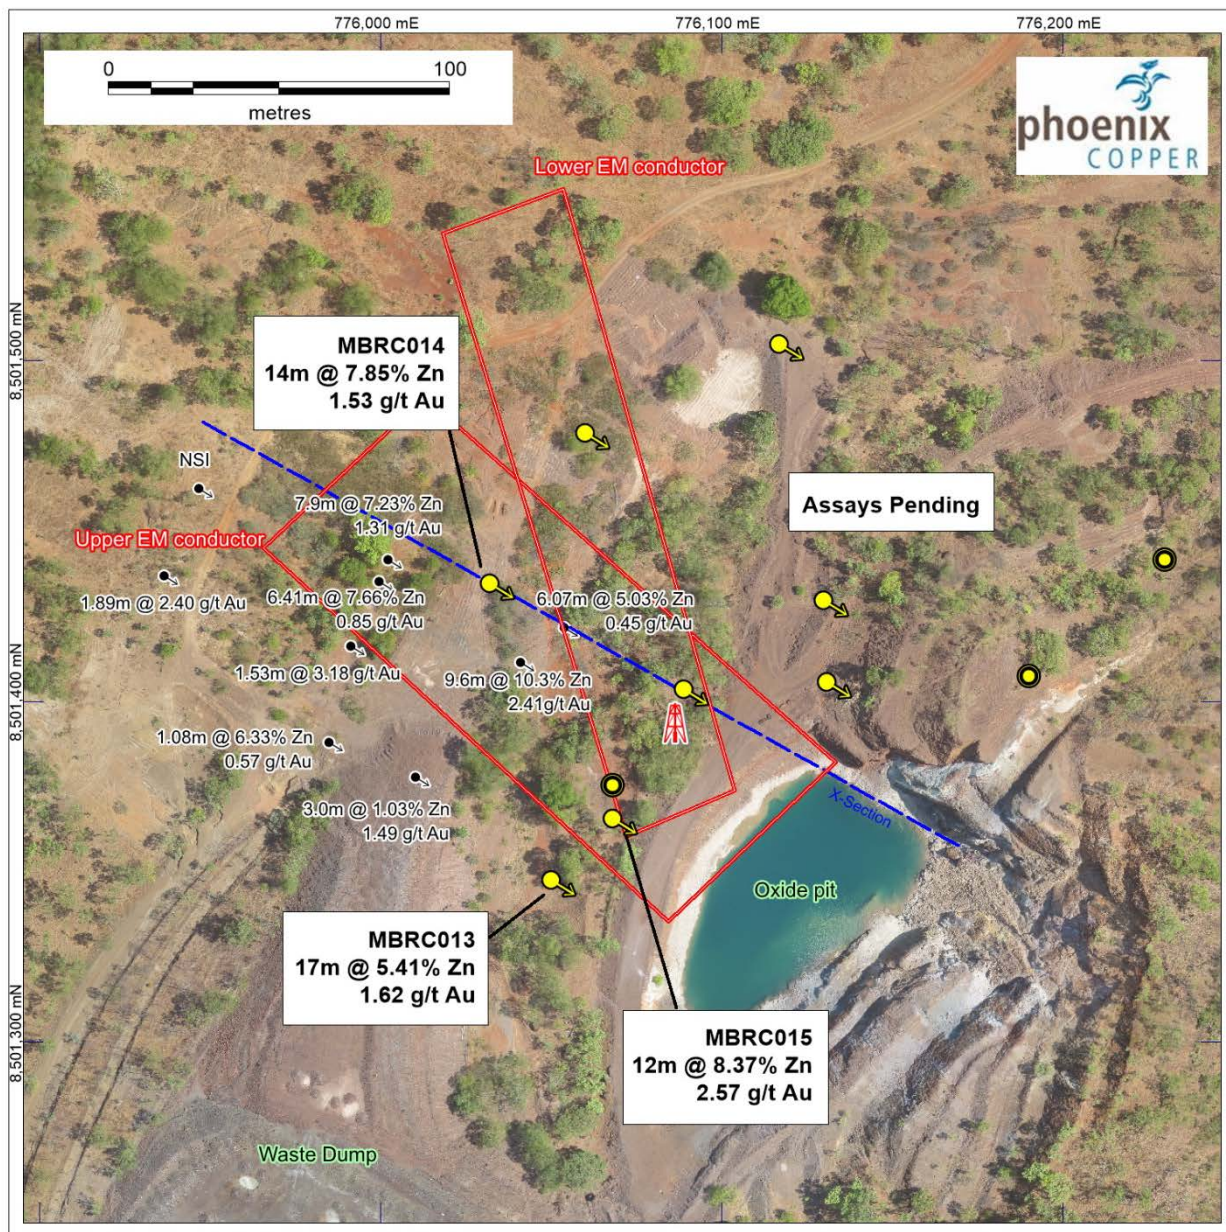 776,000 mE
776,100 mE
776,200 mE
0
100
metres
phoenix
COPPER
Lower EM conductor
8,501,500 mN
MBRC014
14m @ 7.85% Zn
1.53 g/t Au
NSI
7.9m @ 7.23% Zn
1.31 g/t Au
Assays Pending
Upper EM conductor
1.89m @ 2.40 g/t Au
6.41m @ 7.66% Zn
0.85 g/t Au
6.07m @ 5.03% Zn
0.45 g/t Au
1.53m @ 3.18 g/t Au
9.6m @ 10.3% Zn
2.41g/t Au
8,501,400 mN
1.08m @ 6.33% Zn
0.57 g/t Au
3.0m @ 1.03% Zn
1.49 g/t Au
X-Section
Oxide pit
MBRC013
17m @ 5.41% Zn
1.62 g/t Au
8,501,300 mN
MBRC015
12m @ 8.37% Zn
2.57 g/t Au
Waste Dump